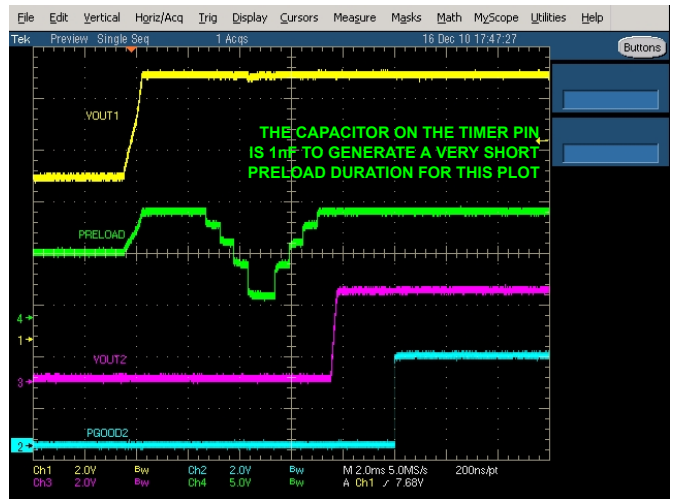 File Edit Vertical Horiz/Acq Trig Display Cursors Measure Masks Math MyScope Utilities Help
Tek Preview Single Seq 1 Acqs 16 Dec 10 17:47:27
Buttons
VOUT1
THE CAPACITOR ON THE TIMER PIN
IS 1nF TO GENERATE A VERY SHORT
PRELOAD DURATION FOR THIS PLOT
PRELOAD
4
1
VOUT2
3
PGOOD2
2
Ch1 2.0V Bw Ch2 2.0V Bw M 2.0ms 5.0MS/s 200ns/pt
Ch3 2.0V Bw Ch4 5.0V Bw A Ch1 7.68V